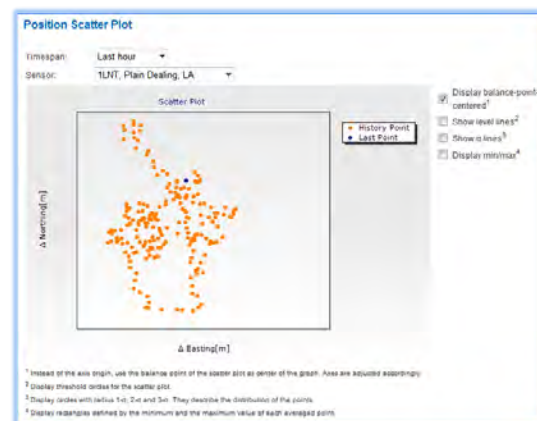 Position Scatter Plot
Timespan: Last hour
Sensor: 1LNT, Plain Dealing, LA
Scatter Plot
History Point
Last Point
Δ Northing[m]
Δ Easting[m]
Display balance-point
centered1
Show level lines2
Show σ lines3
Display min/max4
1 Instead of the axis origin, use the balance point of the scatter plot as center of the graph. Axes are adjusted accordingly.
2 Display threshold circles for the scatter plot.
3 Display circles with radius 1σ, 2σ and 3σ. They describe the distribution of the points.
4 Display rectangles defined by the minimum and the maximum value of each averaged point.